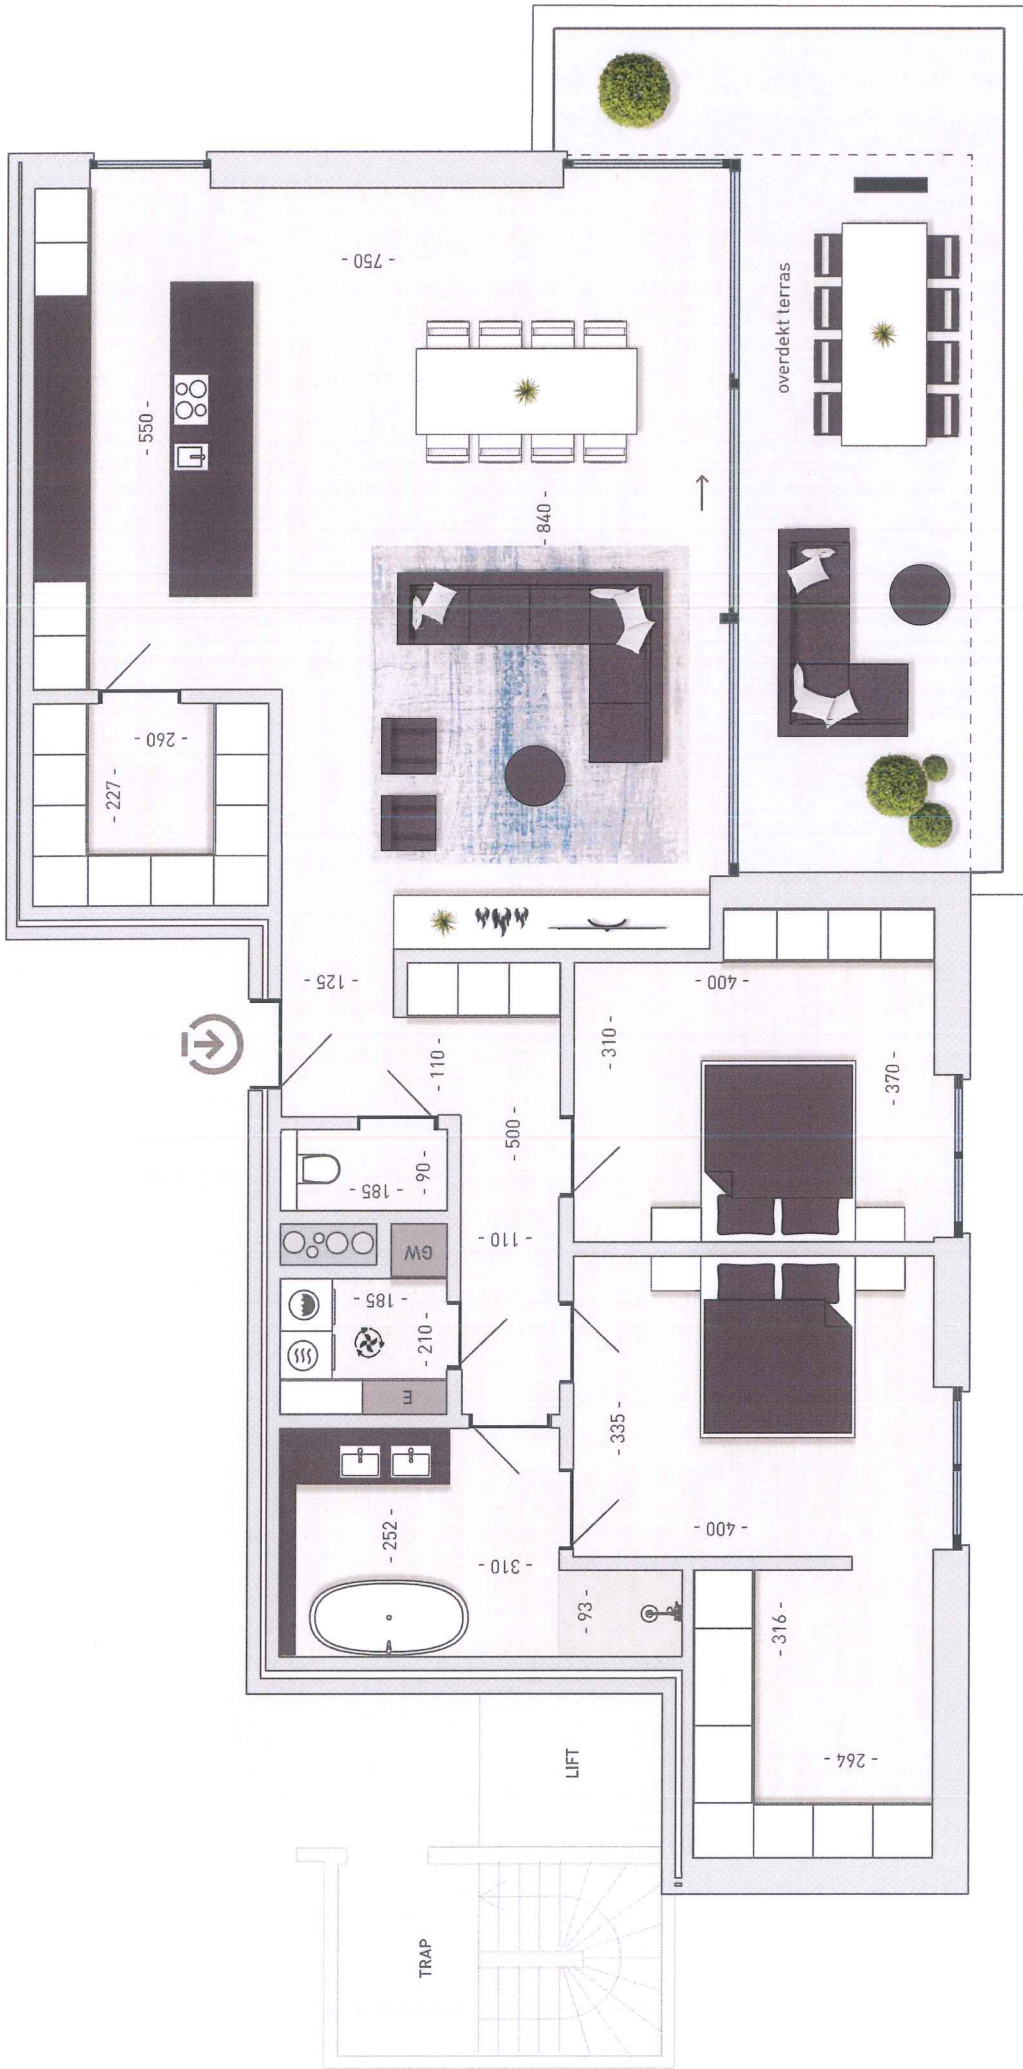 - 750 -
- 550 -
overdekt terras
- 840 -
- 260 -
- 227 -
- 125 -
- 400 -
- 310 -
- 110 -
- 370 -
- 500 -
- 185 -
- 90 -
- 110 -
GW
- 185 -
- 210 -
E
- 335 -
- 252 -
- 400 -
- 310 -
- 93 -
- 316 -
- 264 -
LIFT
TRAP